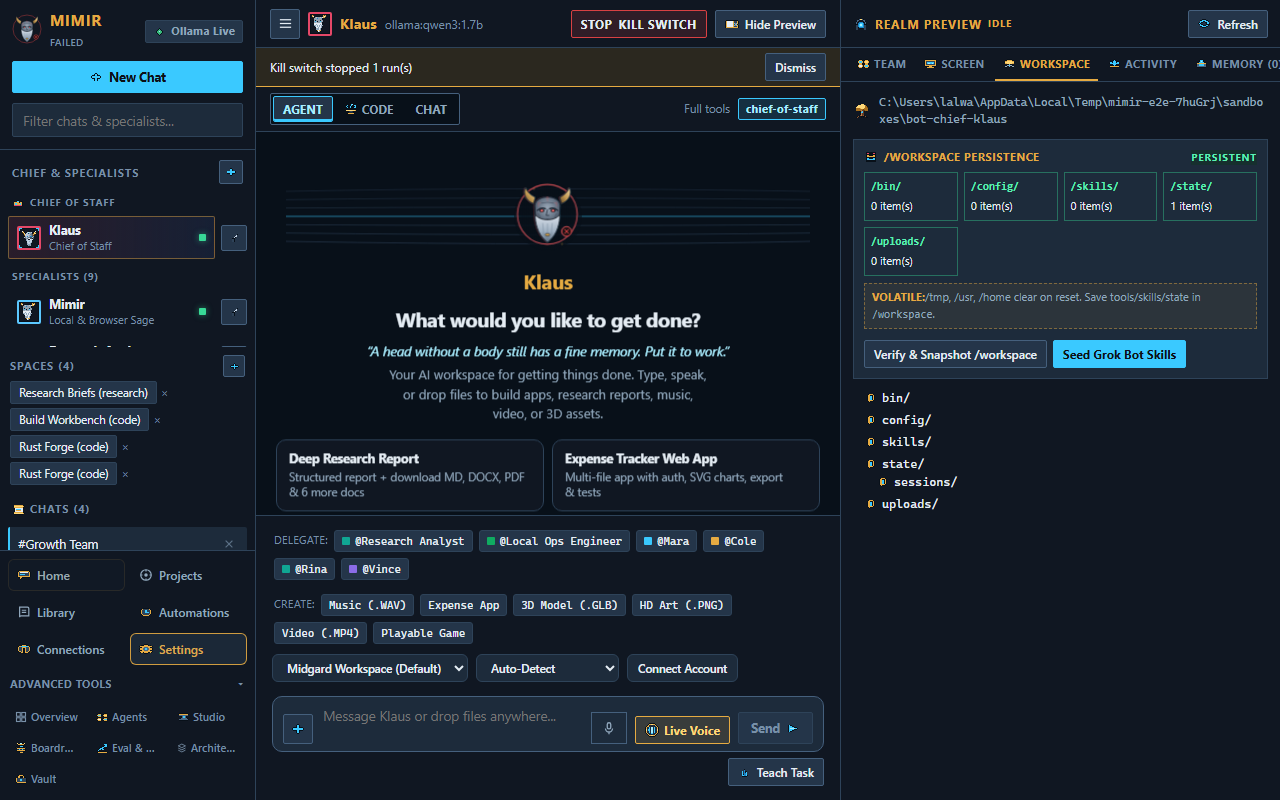 MIMIR
FAILED
Ollama Live
New Chat
Filter chats & specialists...
CHIEF & SPECIALISTS
CHIEF OF STAFF
Klaus
Chief of Staff
SPECIALISTS (9)
Mimir
Local & Browser Sage
SPACES (4)
Research Briefs (research) ×
Build Workbench (code) ×
Rust Forge (code) ×
Rust Forge (code) ×
CHATS (4)
#Growth Team ×
Home
Projects
Library
Automations
Connections
Settings
ADVANCED TOOLS
Overview
Agents
Studio
Boardr...
Eval & ...
Archite...
Vault
Klaus ollama:qwen3:1.7b
STOP KILL SWITCH
Hide Preview
Kill switch stopped 1 run(s)
Dismiss
AGENT
CODE
CHAT
Full tools chief-of-staff
Klaus
What would you like to get done?
“A head without a body still has a fine memory. Put it to work.”
Your AI workspace for getting things done. Type, speak,
or drop files to build apps, research reports, music,
video, or 3D assets.
Deep Research Report
Structured report + download MD, DOCX, PDF
& 6 more docs
Expense Tracker Web App
Multi-file app with auth, SVG charts, export
& tests
DELEGATE: @Research Analyst @Local Ops Engineer @Mara @Cole
@Rina @Vince
CREATE: Music (.WAV) Expense App 3D Model (.GLB) HD Art (.PNG)
Video (.MP4) Playable Game
Midgard Workspace (Default)
Auto-Detect
Connect Account
Message Klaus or drop files anywhere...
Live Voice
Send
Teach Task
REALM PREVIEW IDLE
Refresh
TEAM
SCREEN
WORKSPACE
ACTIVITY
MEMORY (0)
C:\Users\lalwa\AppData\Local\Temp\mimir-e2e-7huGrj\sandbo
xes\bot-chief-klaus
/WORKSPACE PERSISTENCE
PERSISTENT
/bin/
0 item(s)
/config/
0 item(s)
/skills/
0 item(s)
/state/
1 item(s)
/uploads/
0 item(s)
VOLATILE:/tmp, /usr, /home clear on reset. Save tools/skills/state in
/workspace.
Verify & Snapshot /workspace
Seed Grok Bot Skills
bin/
config/
skills/
state/
sessions/
uploads/